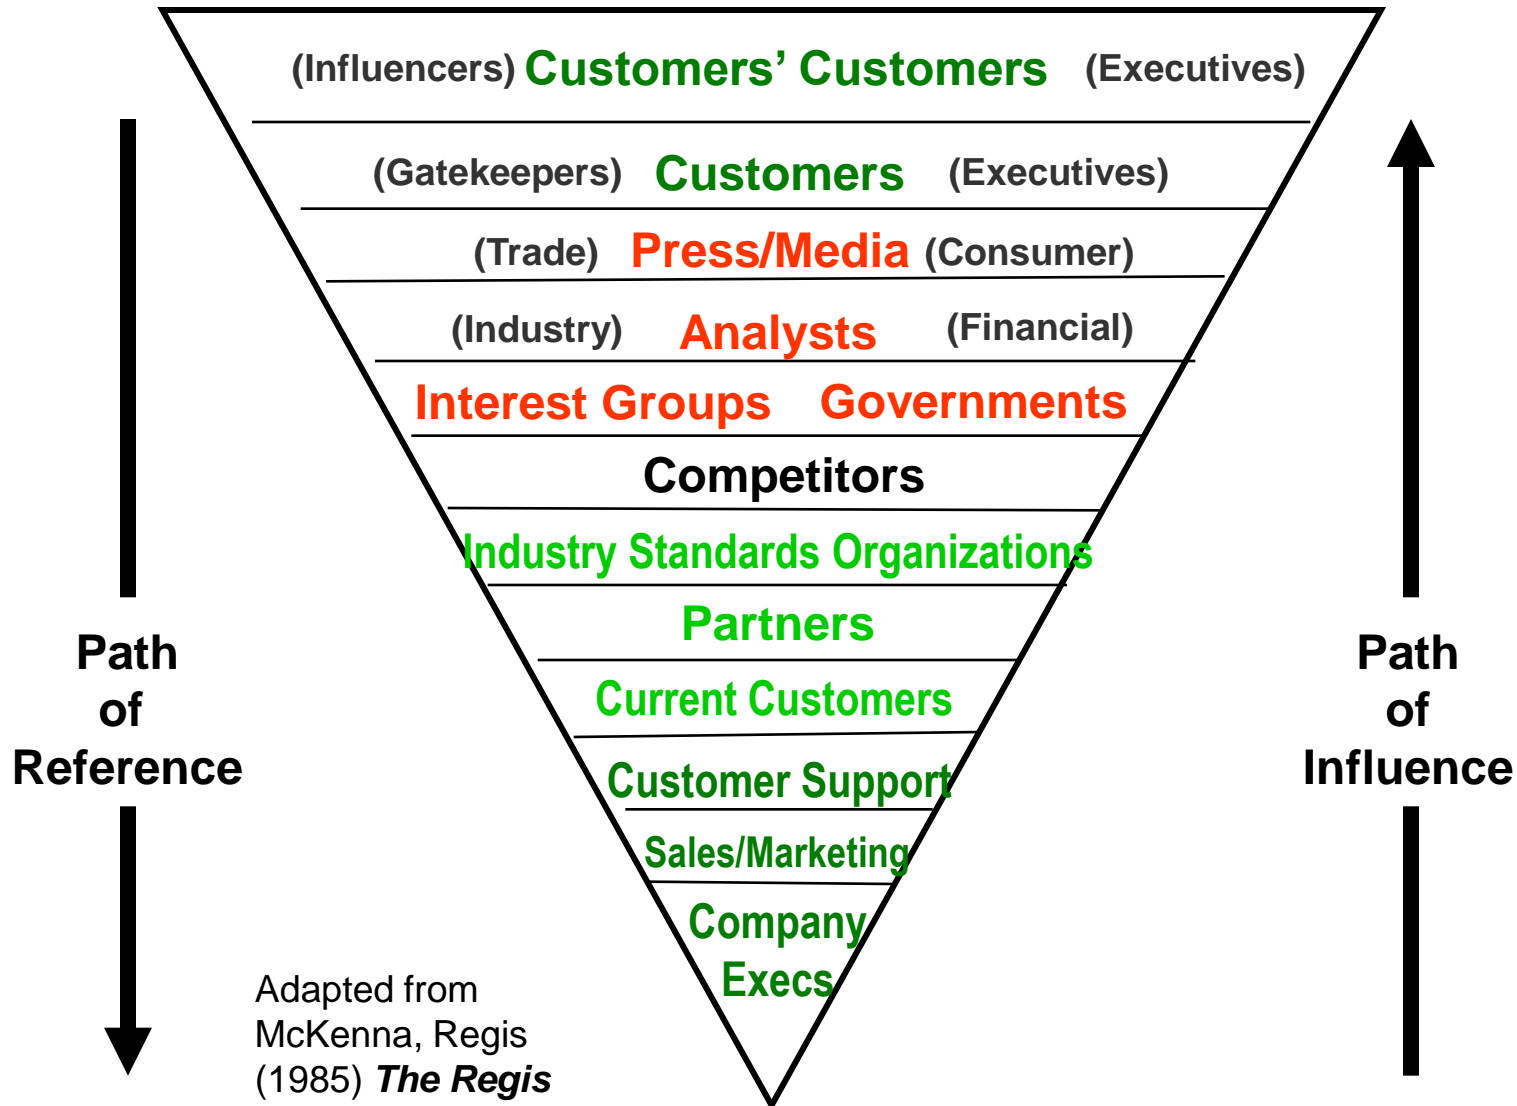 (Influencers) Customers’ Customers (Executives)
(Gatekeepers) Customers (Executives)
(Trade) Press/Media (Consumer)
(Industry) Analysts (Financial)
Interest Groups Governments
Competitors
Industry Standards Organizations
Partners
Current Customers
Customer Support
Sales/Marketing
Company
Execs
Path
of
Reference
Path
of
Influence
Adapted from
McKenna, Regis
(1985) The Regis